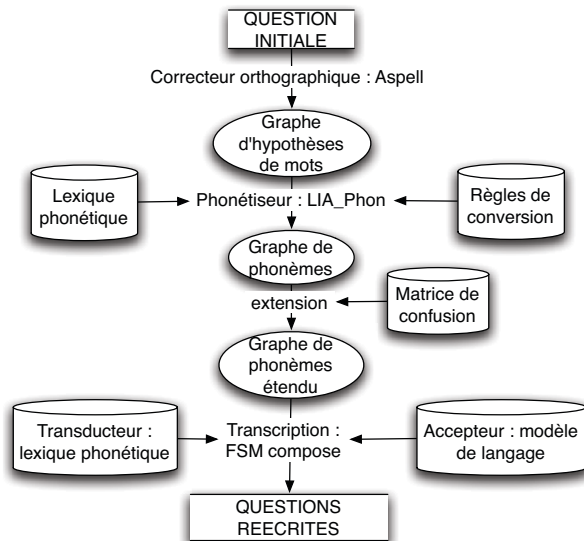 QUESTION
INITIALE
Correcteur orthographique : Aspell
Graphe
d'hypothèses
de mots
Lexique
phonétique
Phonétiseur : LIA_Phon
Règles de
conversion
Graphe de
phonèmes
extension
Matrice de
confusion
Graphe de
phonèmes
étendu
Transducteur :
lexique phonétique
Transcription :
FSM compose
Accepteur : modèle
de langage
QUESTIONS
REECRITES